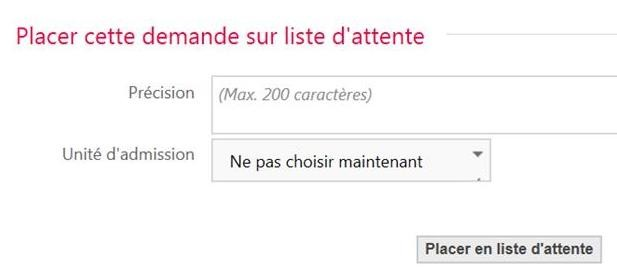 Placer cette demande sur liste d'attente
Précision
(Max. 200 caractères)
Unité d'admission
Ne pas choisir maintenant
Placer en liste d'attente